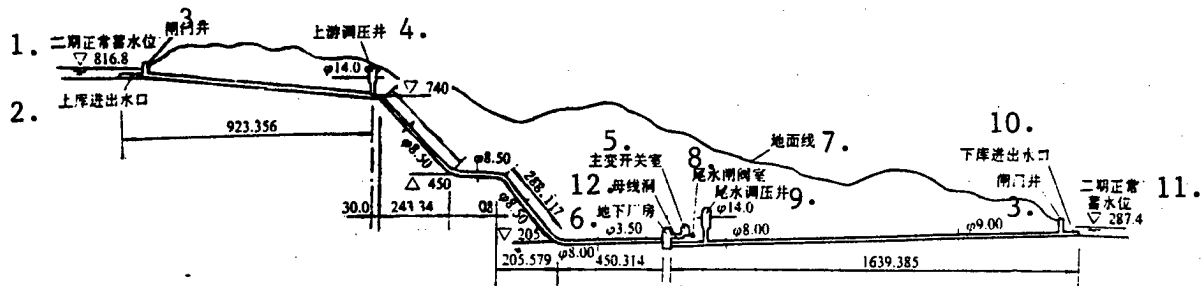 1. 二期正常蓄水位
▽ 816.8
3.
闸门井
上游调压井 4.
φ14.0
▽ 740
2. 上库进出水口
923.356
φ8.50
△ 450
φ8.50
30.0
243.34
80
φ8.50
268.117
▽ 205
205.579
φ8.00
450.314
1639.385
5.
主变开关室
12. 母线洞
6. 地下厂房
φ3.50
8.
尾水闸阀室
尾水调压井 9.
φ14.0
φ8.00
地面线 7.
φ9.00
10.
下库进出水口
闸门井
3.
二期正常
蓄水位
11.
▽ 287.4